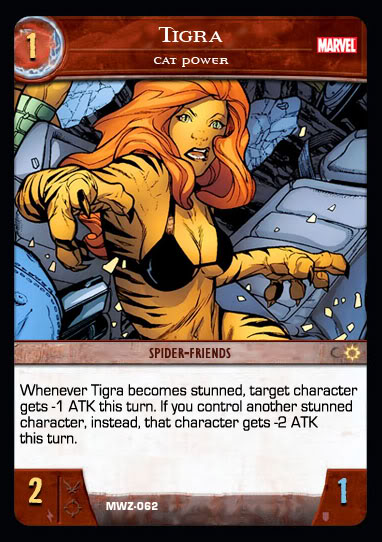 1
TIGRA
CAT POWER
MARVEL
SPIDER-FRIENDS
C
Whenever Tigra becomes stunned, target character
gets -1 ATK this turn. If you control another stunned
character, instead, that character gets -2 ATK
this turn.
2
MWZ-062
1